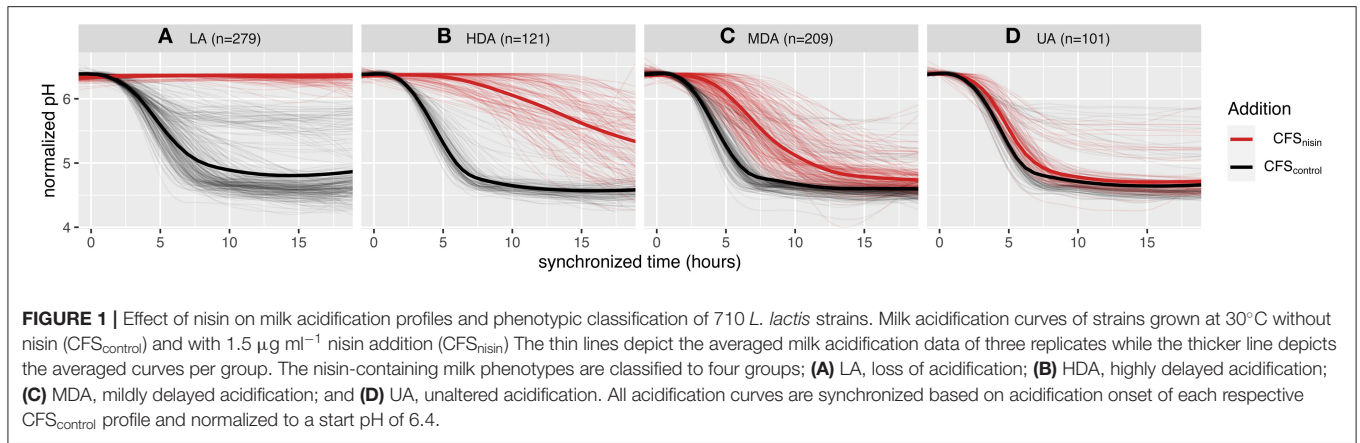 A LA (n=279) B HDA (n=121) C MDA (n=209) D UA (n=101)
normalized pH
6
5
4
0 5 10 15 0 5 10 15 0 5 10 15 0 5 10 15
synchronized time (hours)
Addition
CFSnisin
CFScontrol
FIGURE 1 | Effect of nisin on milk acidification profiles and phenotypic classification of 710 L. lactis strains. Milk acidification curves of strains grown at 30°C without
nisin (CFScontrol) and with 1.5 μg ml−1 nisin addition (CFSnisin) The thin lines depict the averaged milk acidification data of three replicates while the thicker line depicts
the averaged curves per group. The nisin-containing milk phenotypes are classified to four groups; (A) LA, loss of acidification; (B) HDA, highly delayed acidification;
(C) MDA, mildly delayed acidification; and (D) UA, unaltered acidification. All acidification curves are synchronized based on acidification onset of each respective
CFScontrol profile and normalized to a start pH of 6.4.